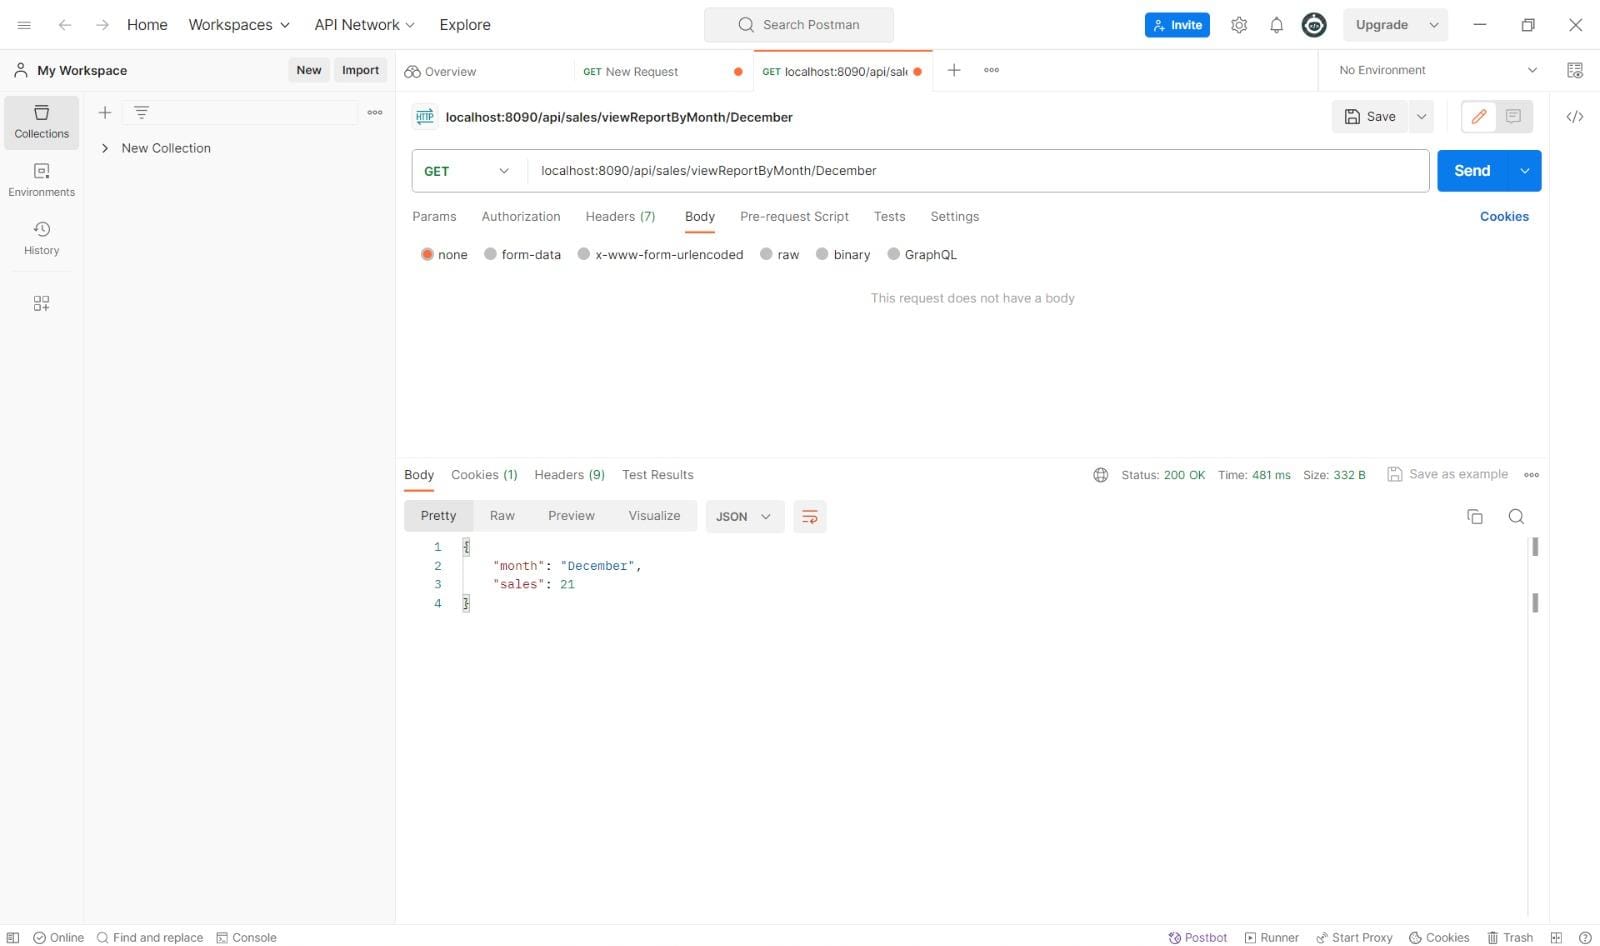 Home Workspaces API Network Explore Search Postman Invite Upgrade
My Workspace New Import Overview GET New Request GET localhost:8090/api/sal No Environment
Collections
Environments
History
New Collection
HTTP localhost:8090/api/sales/viewReportByMonth/December Save
GET localhost:8090/api/sales/viewReportByMonth/December Send
Params Authorization Headers (7) Body Pre-request Script Tests Settings Cookies
none form-data x-www-form-urlencoded raw binary GraphQL
This request does not have a body
Body Cookies (1) Headers (9) Test Results Status: 200 OK Time: 481 ms Size: 332 B Save as example
Pretty Raw Preview Visualize JSON
1 {
2 "month": "December",
3 "sales": 21
4 }
Online Find and replace Console Postbot Runner Start Proxy Cookies Trash